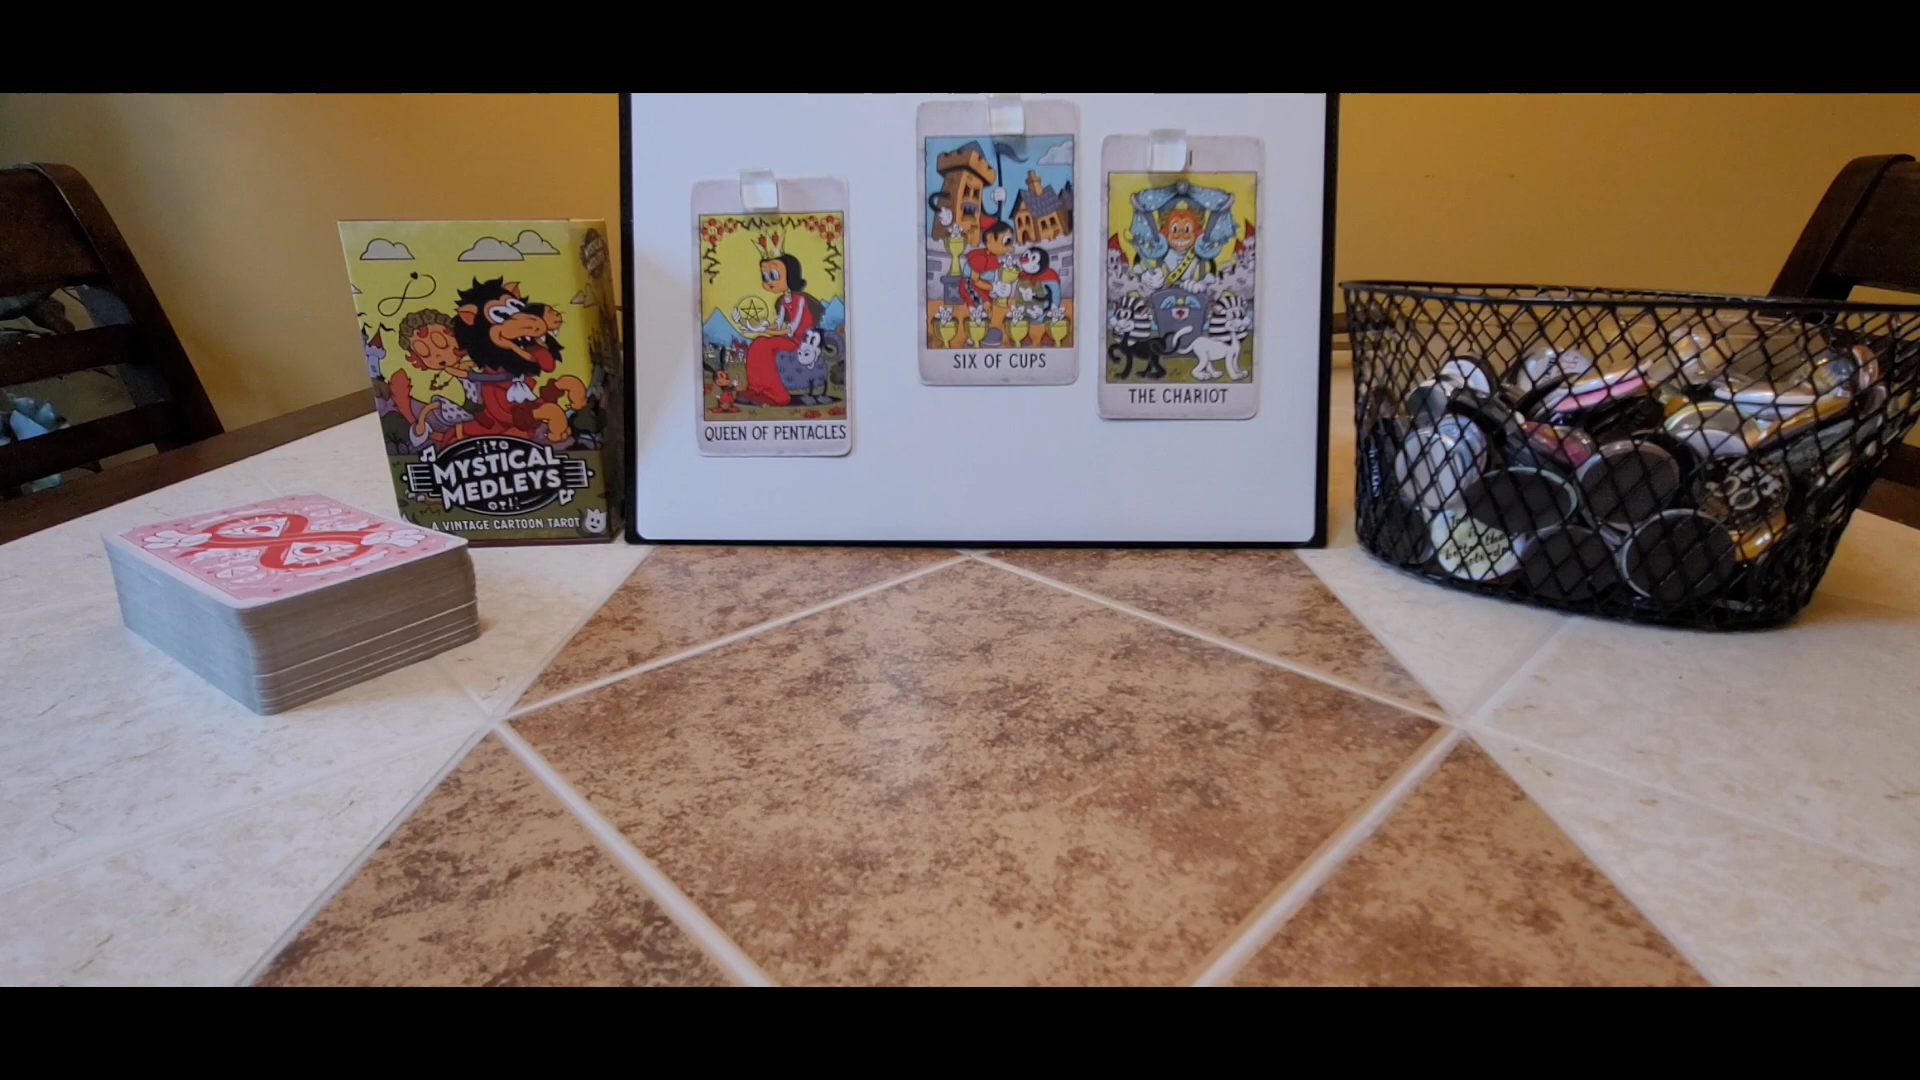 SIX OF CUPS
THE CHARIOT
QUEEN OF PENTACLES
MYSTICAL
MEDLEYS
A VINTAGE CARTOON TAROT